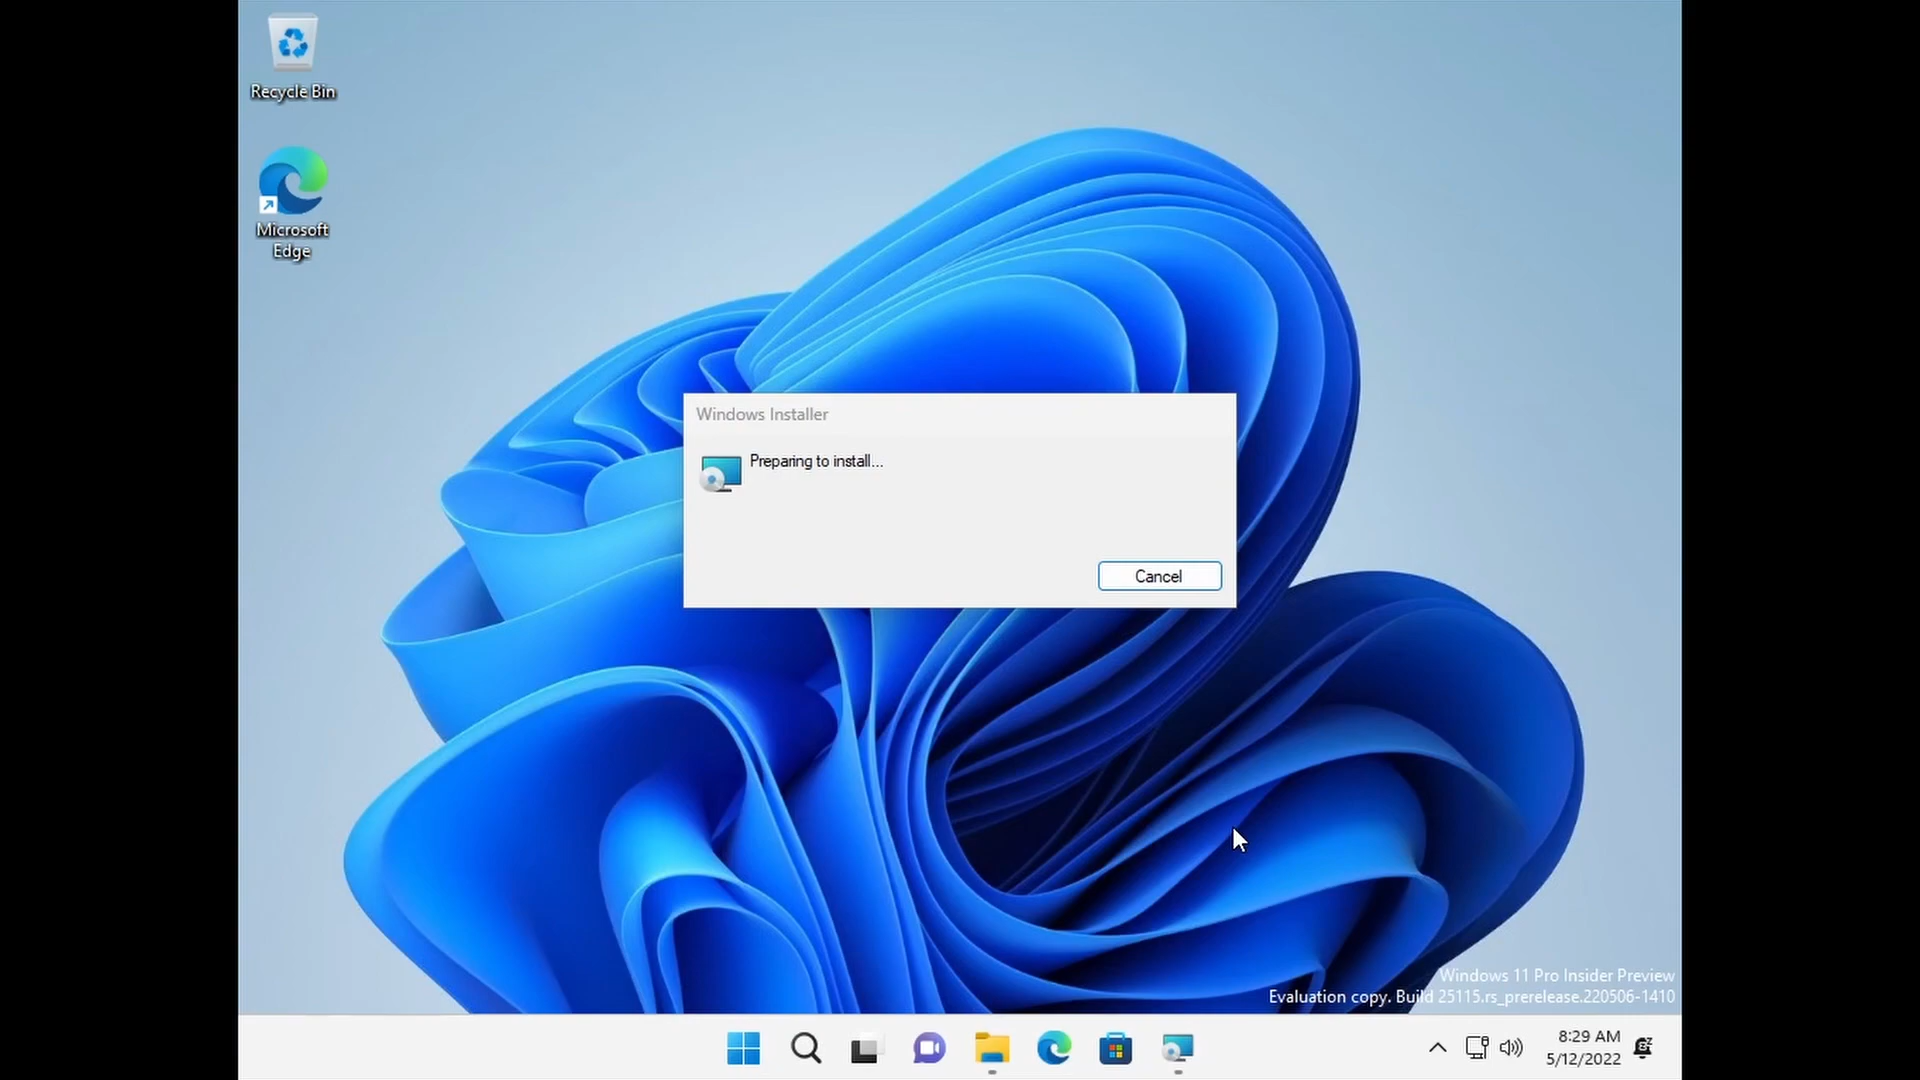 Recycle Bin
Microsoft
Edge
Windows Installer
Preparing to install...
Cancel
Windows 11 Pro Insider Preview
Evaluation copy. Build 25115.rs_prerelease.220506-1410
8:29 AM
5/12/2022